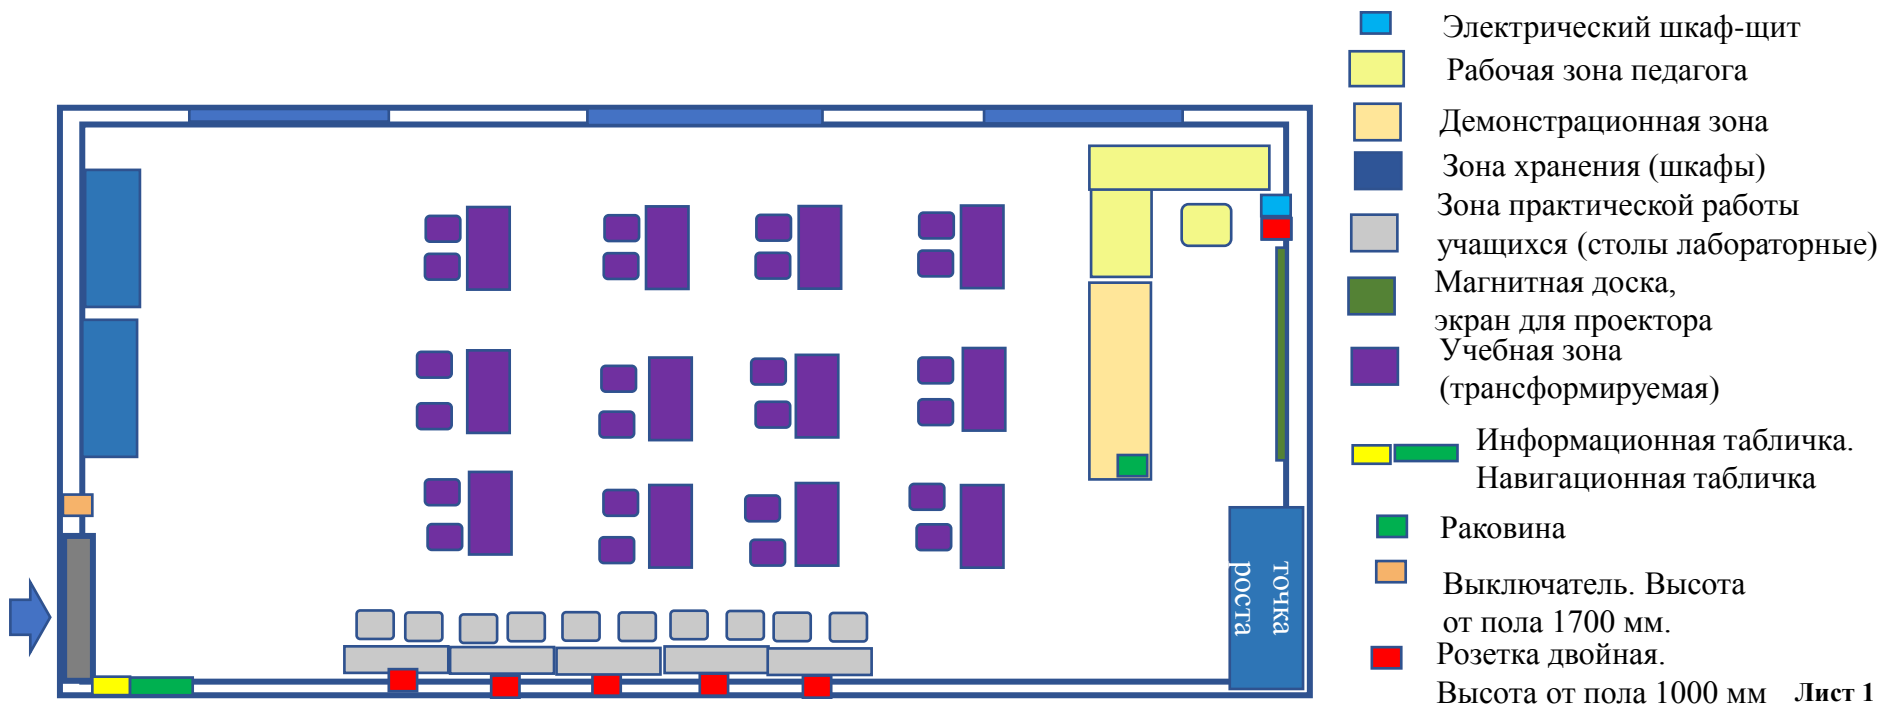 Электрический шкаф-щит
Рабочая зона педагога
Демонстрационная зона
Зона хранения (шкафы)
Зона практической работы
учащихся (столы лабораторные)
Магнитная доска,
экран для проектора
Учебная зона
(трансформируемая)
Информационная табличка.
Навигационная табличка
Раковина
Выключатель. Высота
от пола 1700 мм.
Розетка двойная.
Высота от пола 1000 мм
Лист 1
точка
роста